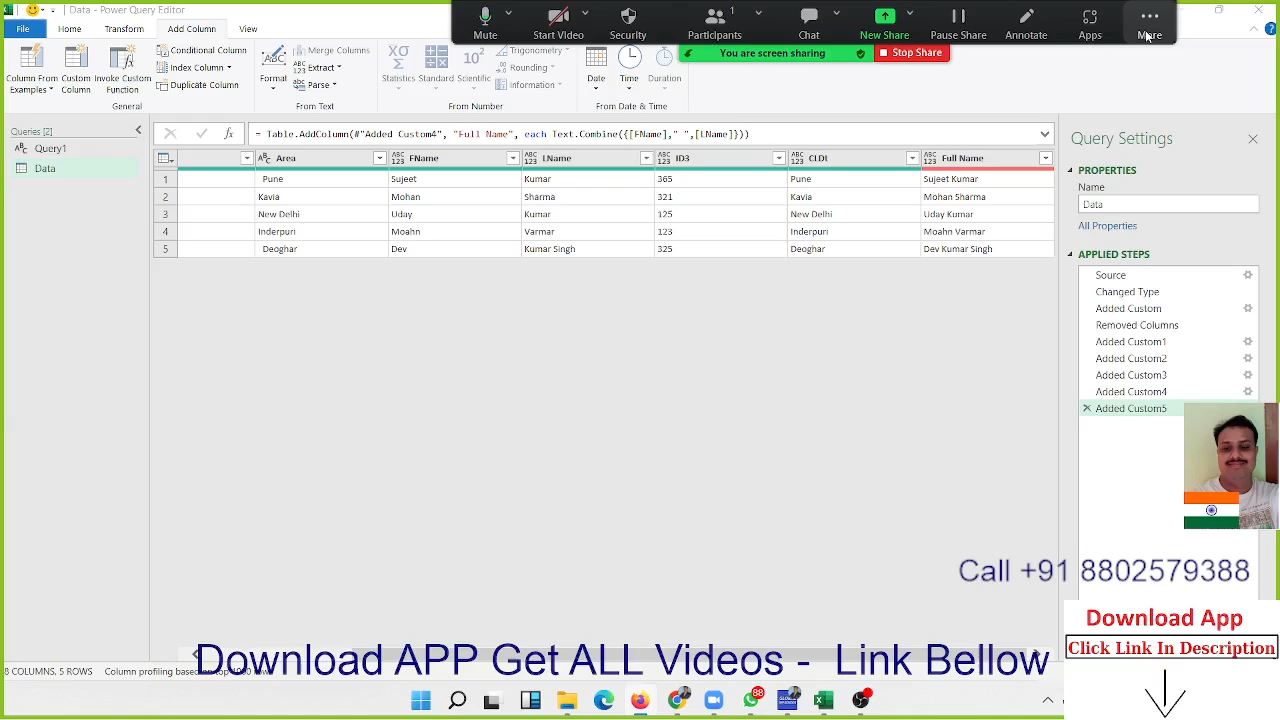 Data - Power Query Editor
File
Home
Transform
Add Column
View
Mute
Start Video
Security
Participants
1
Chat
New Share
Pause Share
Annotate
Apps
More
You are screen sharing
Stop Share
Column From Examples
Custom Column
Invoke Custom Function
Conditional Column
Index Column
Duplicate Column
General
Format
Merge Columns
Extract
Parse
From Text
Statistics
Standard
Scientific
Trigonometry
Rounding
Information
From Number
Date
Time
Duration
From Date & Time
Queries [2]
Query1
Data
= Table.AddColumn(#"Added Custom4", "Full Name", each Text.Combine({[FName]," ",[LName]}))
Area FName LName ID3 CLDt Full Name
1 Pune Sujeet Kumar 365 Pune Sujeet Kumar
2 Kavia Mohan Sharma 321 Kavia Mohan Sharma
3 New Delhi Uday Kumar 125 New Delhi Uday Kumar
4 Inderpuri Moahn Varmar 123 Inderpuri Moahn Varmar
5 Deoghar Dev Kumar Singh 325 Deoghar Dev Kumar Singh
Query Settings
PROPERTIES
Name
Data
All Properties
APPLIED STEPS
Source
Changed Type
Added Custom
Removed Columns
Added Custom1
Added Custom2
Added Custom3
Added Custom4
Added Custom5
Call +91 8802579388
Download App
Click Link In Description
Download APP Get ALL Videos - Link Bellow
8 COLUMNS, 5 ROWS
88